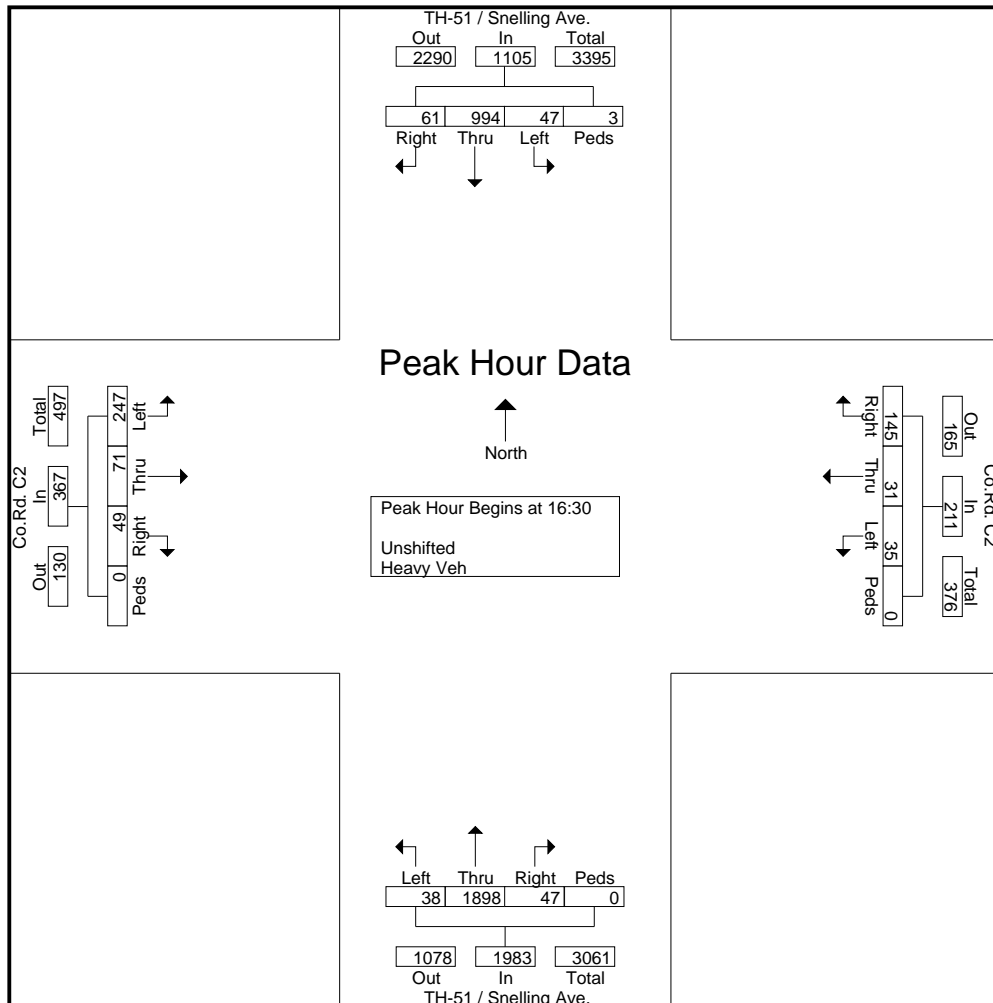 TH-51 / Snelling Ave.
Out In Total
2290 1105 3395
61 994 47 3
Right Thru Left Peds
Peak Hour Data
North
Peak Hour Begins at 16:30
Unshifted
Heavy Veh
Co.Rd. C2
Total In Out
497 367 130
247 71 49 0
Left Thru Right Peds
Right Thru Left Peds
145 31 35 0
165 211 376
Out In Total
Co.Rd. C2
Left Thru Right Peds
38 1898 47 0
1078 1983 3061
Out In Total
TH-51 / Snelling Ave.